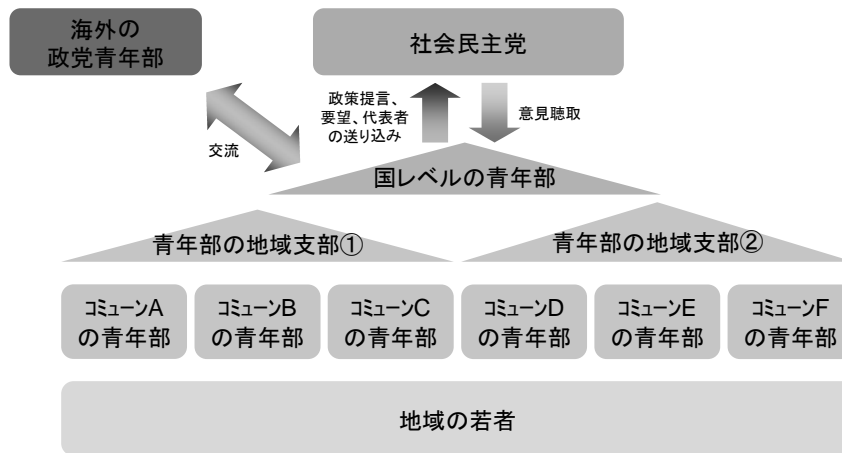 海外の
政党青年部
社会民主党
政策提言、
要望、代表者
の送り込み
意見聴取
交流
国レベルの青年部
青年部の地域支部①
青年部の地域支部②
コミューンA
の青年部
コミューンB
の青年部
コミューンC
の青年部
コミューンD
の青年部
コミューンE
の青年部
コミューンF
の青年部
地域の若者